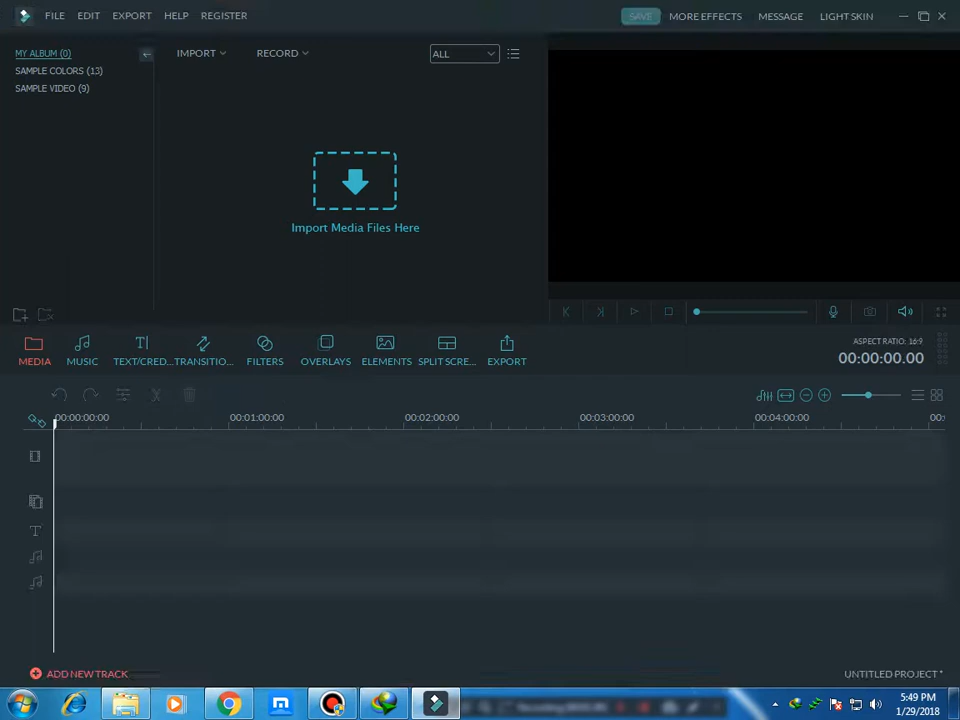 FILE EDIT EXPORT HELP REGISTER SAVE MORE EFFECTS MESSAGE LIGHT SKIN
MY ALBUM (0)
SAMPLE COLORS (13)
SAMPLE VIDEO (9)
IMPORT RECORD ALL
Import Media Files Here
MEDIA MUSIC TEXT/CRED... TRANSITIO... FILTERS OVERLAYS ELEMENTS SPLIT SCRE... EXPORT
ASPECT RATIO: 16:9
00:00:00.00
00:00:00:00 00:01:00:00 00:02:00:00 00:03:00:00 00:04:00:00 00:
ADD NEW TRACK
UNTITLED PROJECT *
5:49 PM
1/29/2018